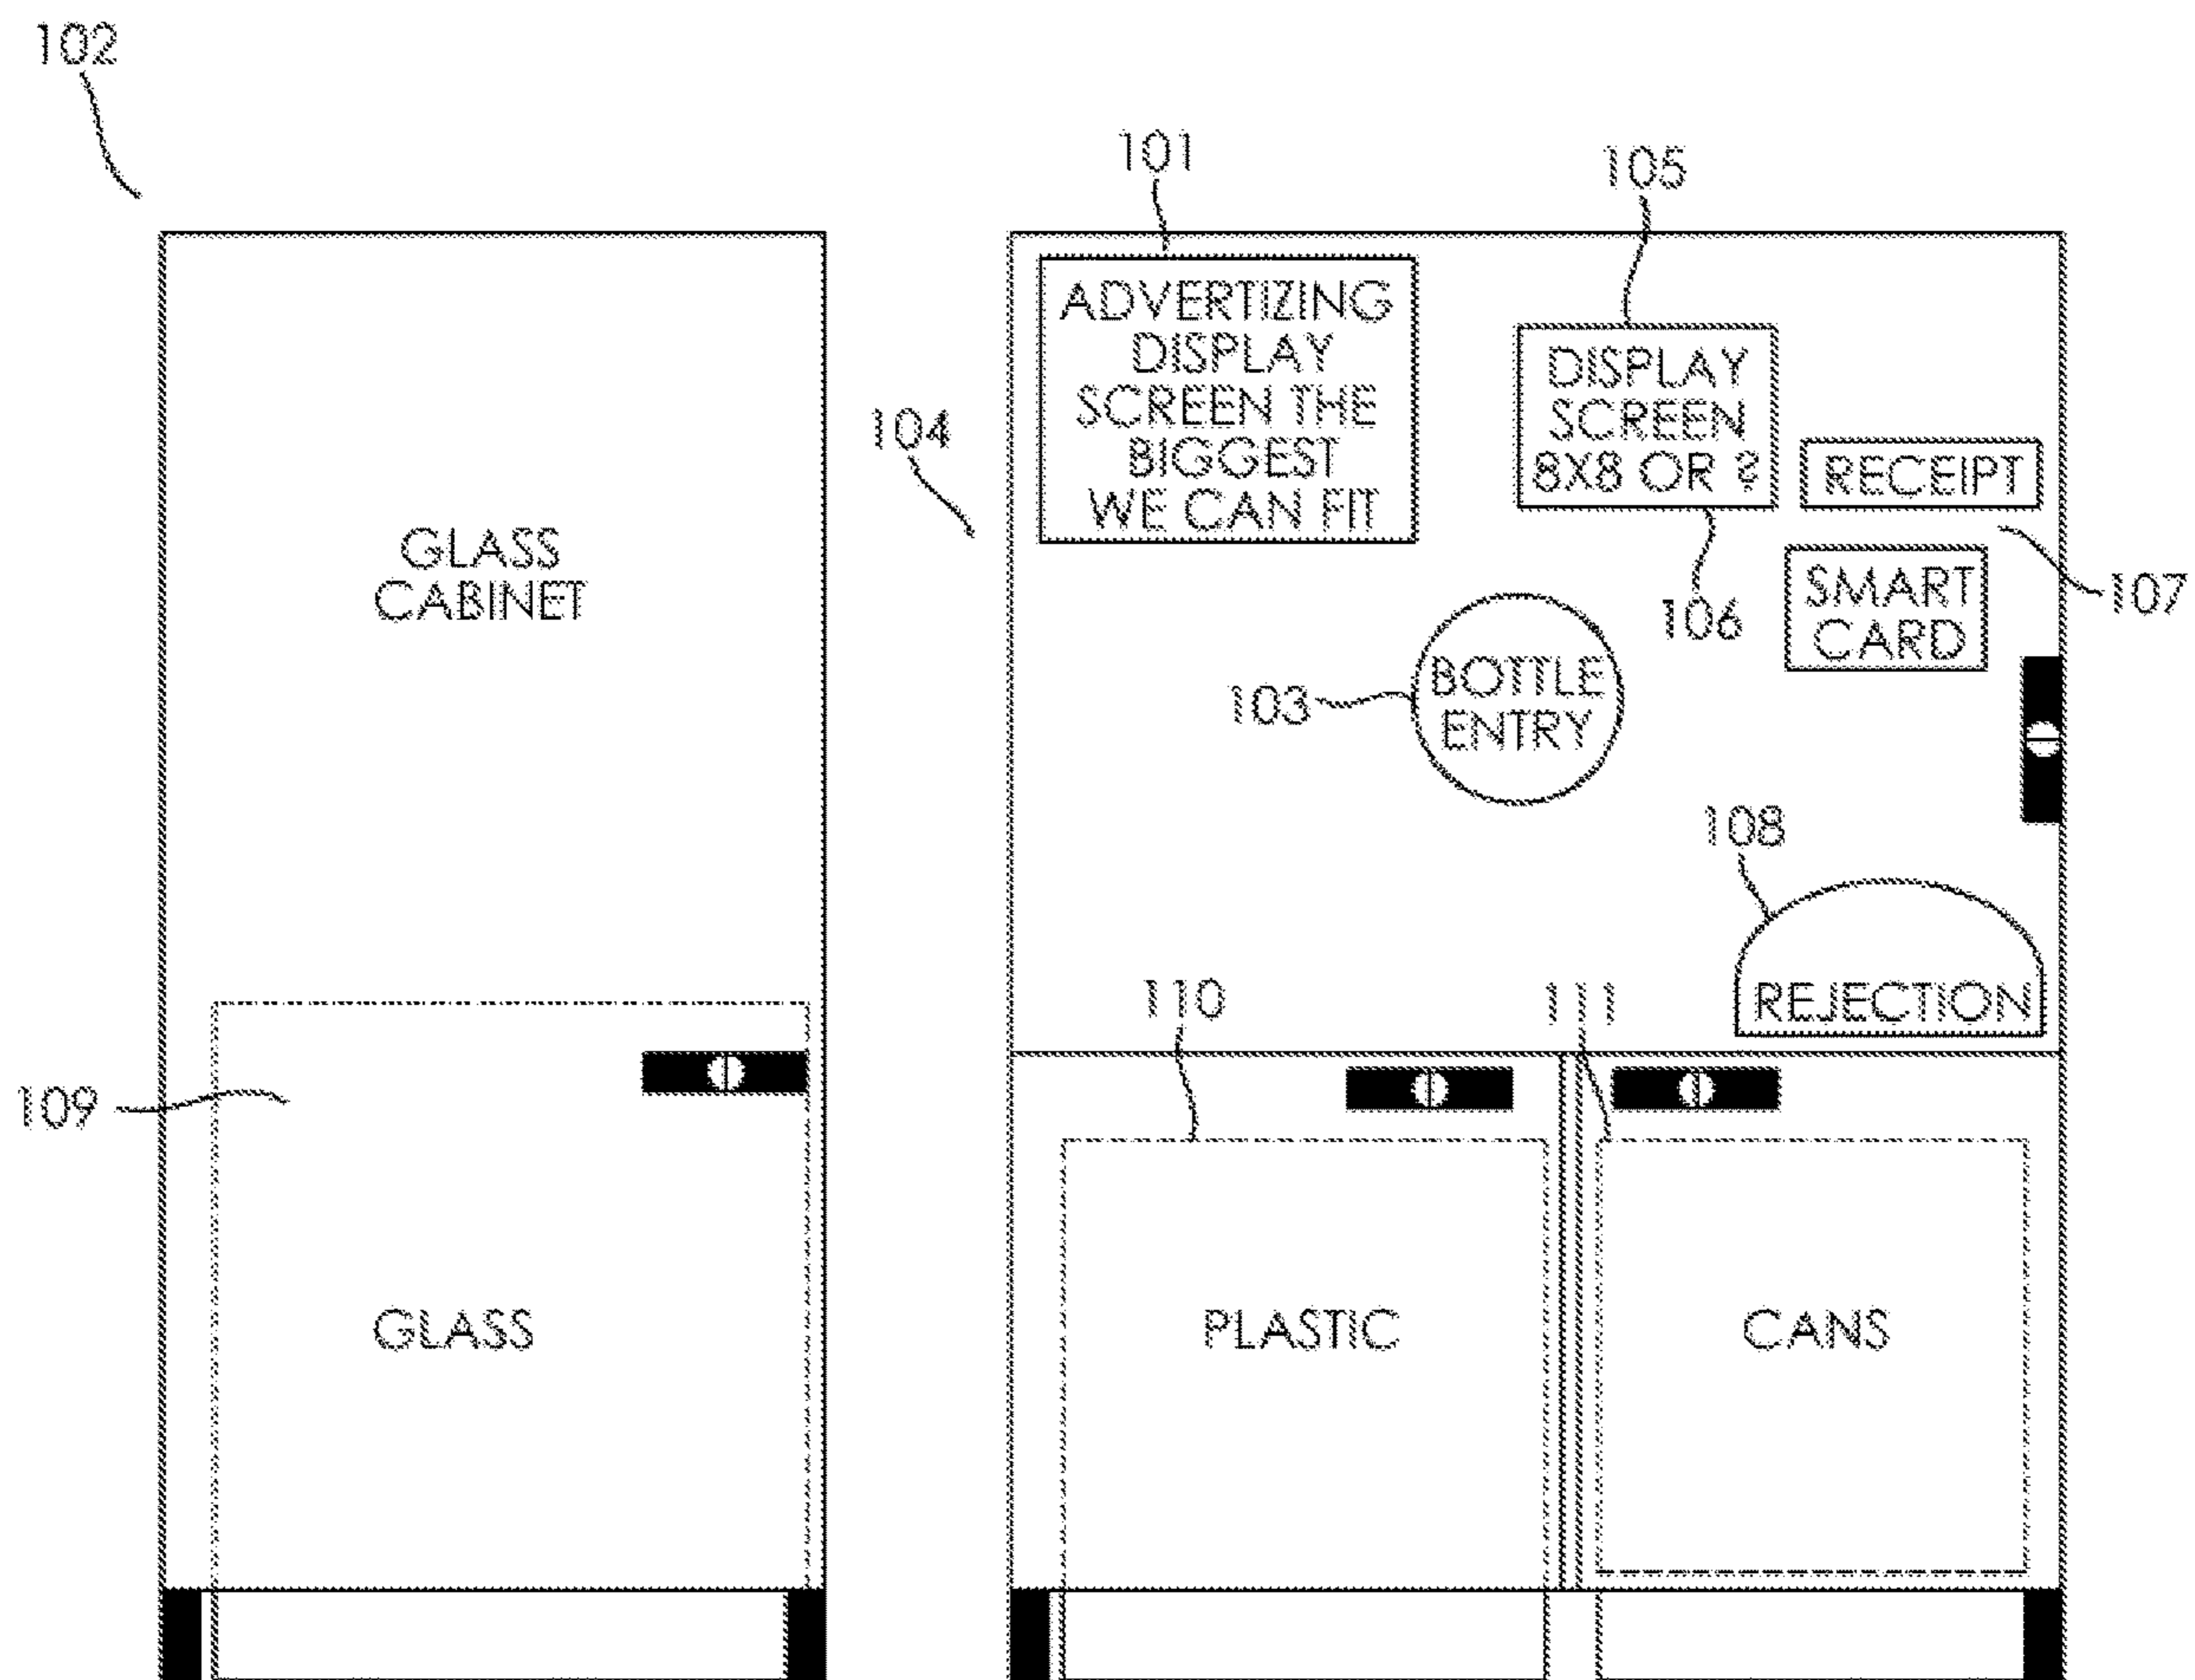 102
101
105
ADVERTIZING
DISPLAY
SCREEN THE
BIGGEST
WE CAN FIT
DISPLAY
SCREEN
8X8 OR ?
RECEIPT
104
GLASS
CABINET
SMART
CARD
106
107
BOTTLE
ENTRY
103
108
REJECTION
110
111
109
GLASS
PLASTIC
CANS